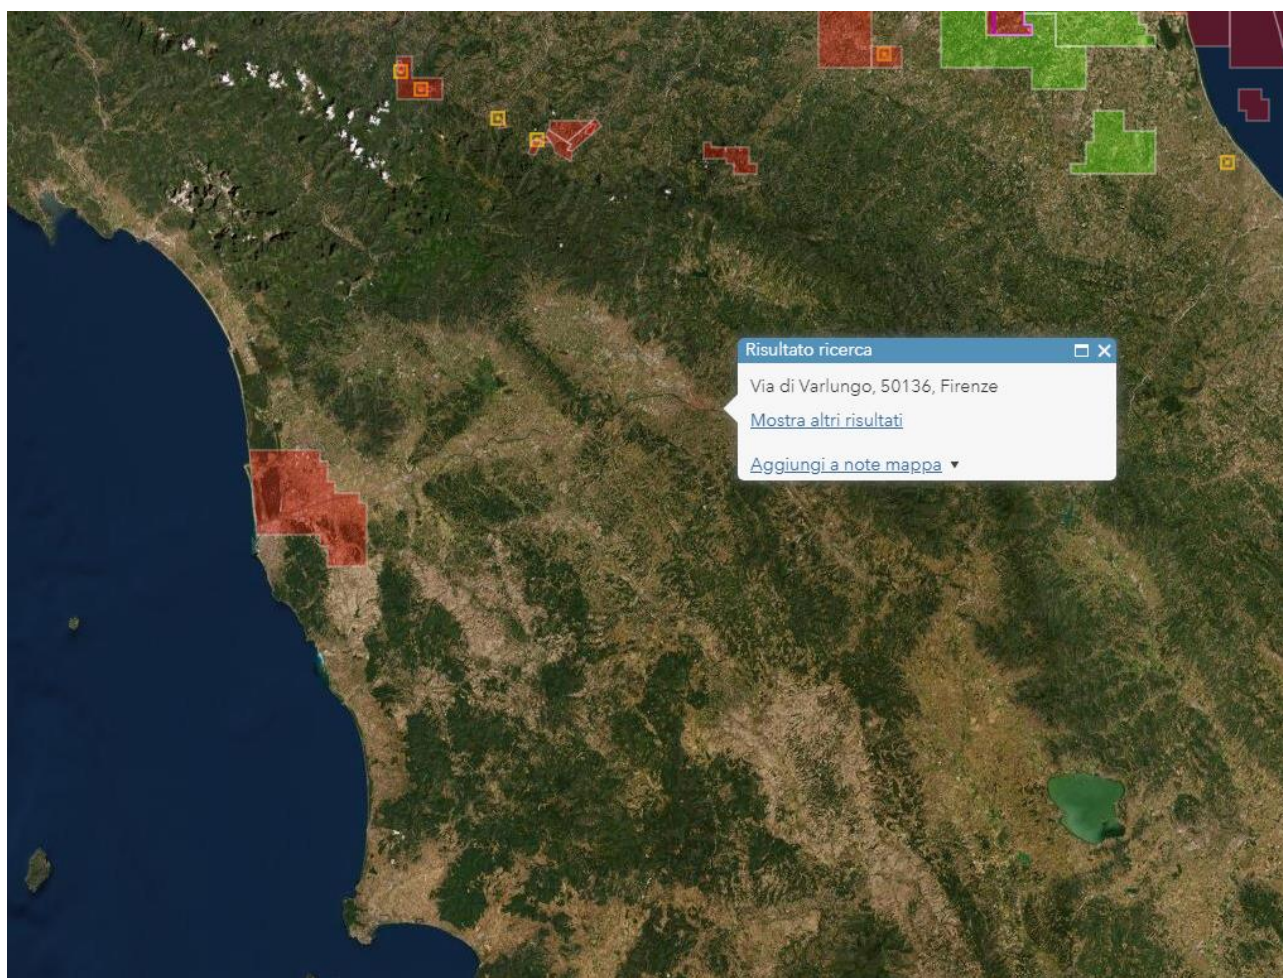 Risultato ricerca
Via di Varlungo, 50136, Firenze
Mostra altri risultati
Aggiungi a note mappa